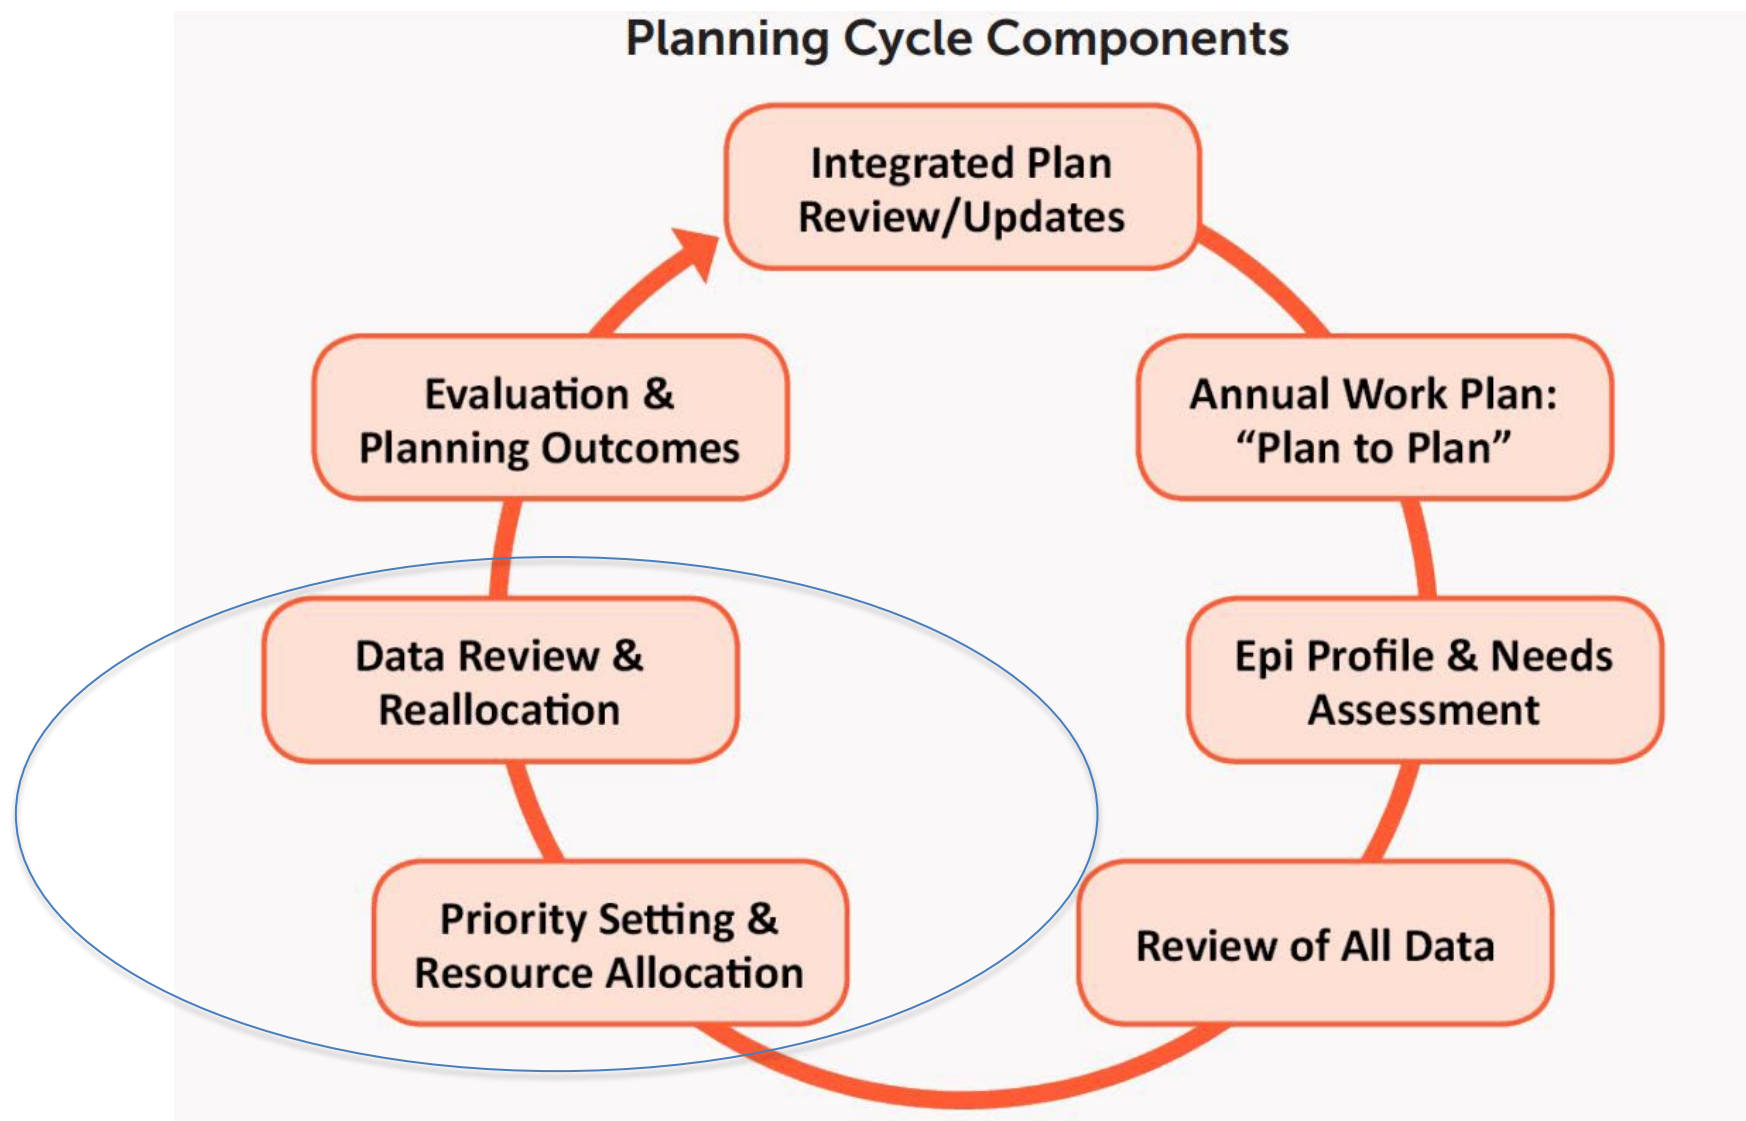 Planning Cycle Components
Integrated Plan
Review/Updates
Annual Work Plan:
“Plan to Plan”
Epi Profile & Needs
Assessment
Review of All Data
Priority Setting &
Resource Allocation
Data Review &
Reallocation
Evaluation &
Planning Outcomes